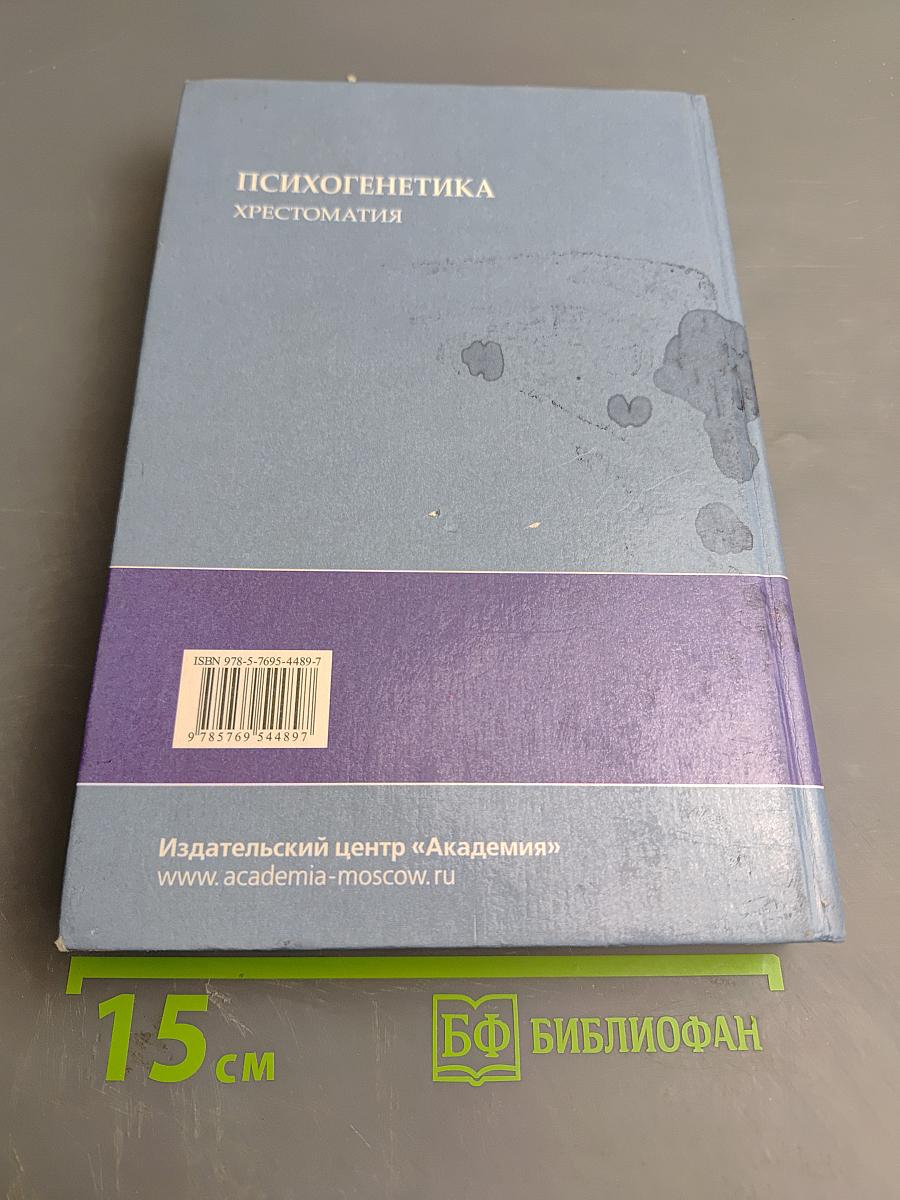 ПСИХОГЕНЕТИКА
ХРЕСТОМАТИЯ
ISBN 978-5-7695-4489-7
9 785769 544897
Издательский центр «Академия»
www.academia-moscow.ru
15 см
БФ БИБЛИОФАН